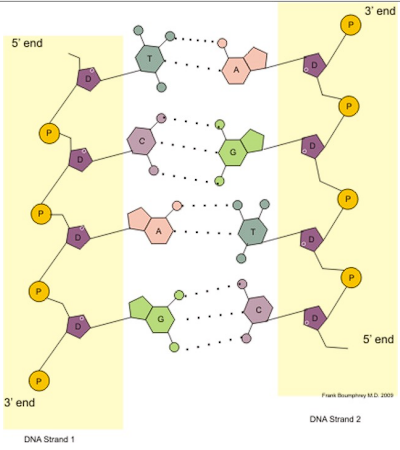 3' end
5' end
P
T
A
D
D
P
P
C
G
D
D
P
P
A
T
D
D
P
P
G
C
D
D
5' end
P
3' end
Frank Boumphrey M.D. 2009
DNA Strand 2
DNA Strand 1